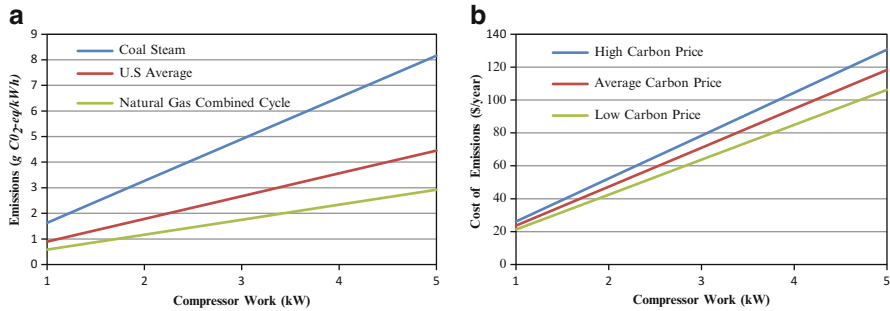 a
9
8
7
6
5
4
3
2
1
0
Emissions (g C02-eq/kWh)
Coal Steam
U.S Average
Natural Gas Combined Cycle
1 2 3 4 5
Compressor Work (kW)
b
140
120
100
80
60
40
20
0
Cost of Emissions ($/year)
High Carbon Price
Average Carbon Price
Low Carbon Price
1 2 3 4 5
Compressor Work (kW)